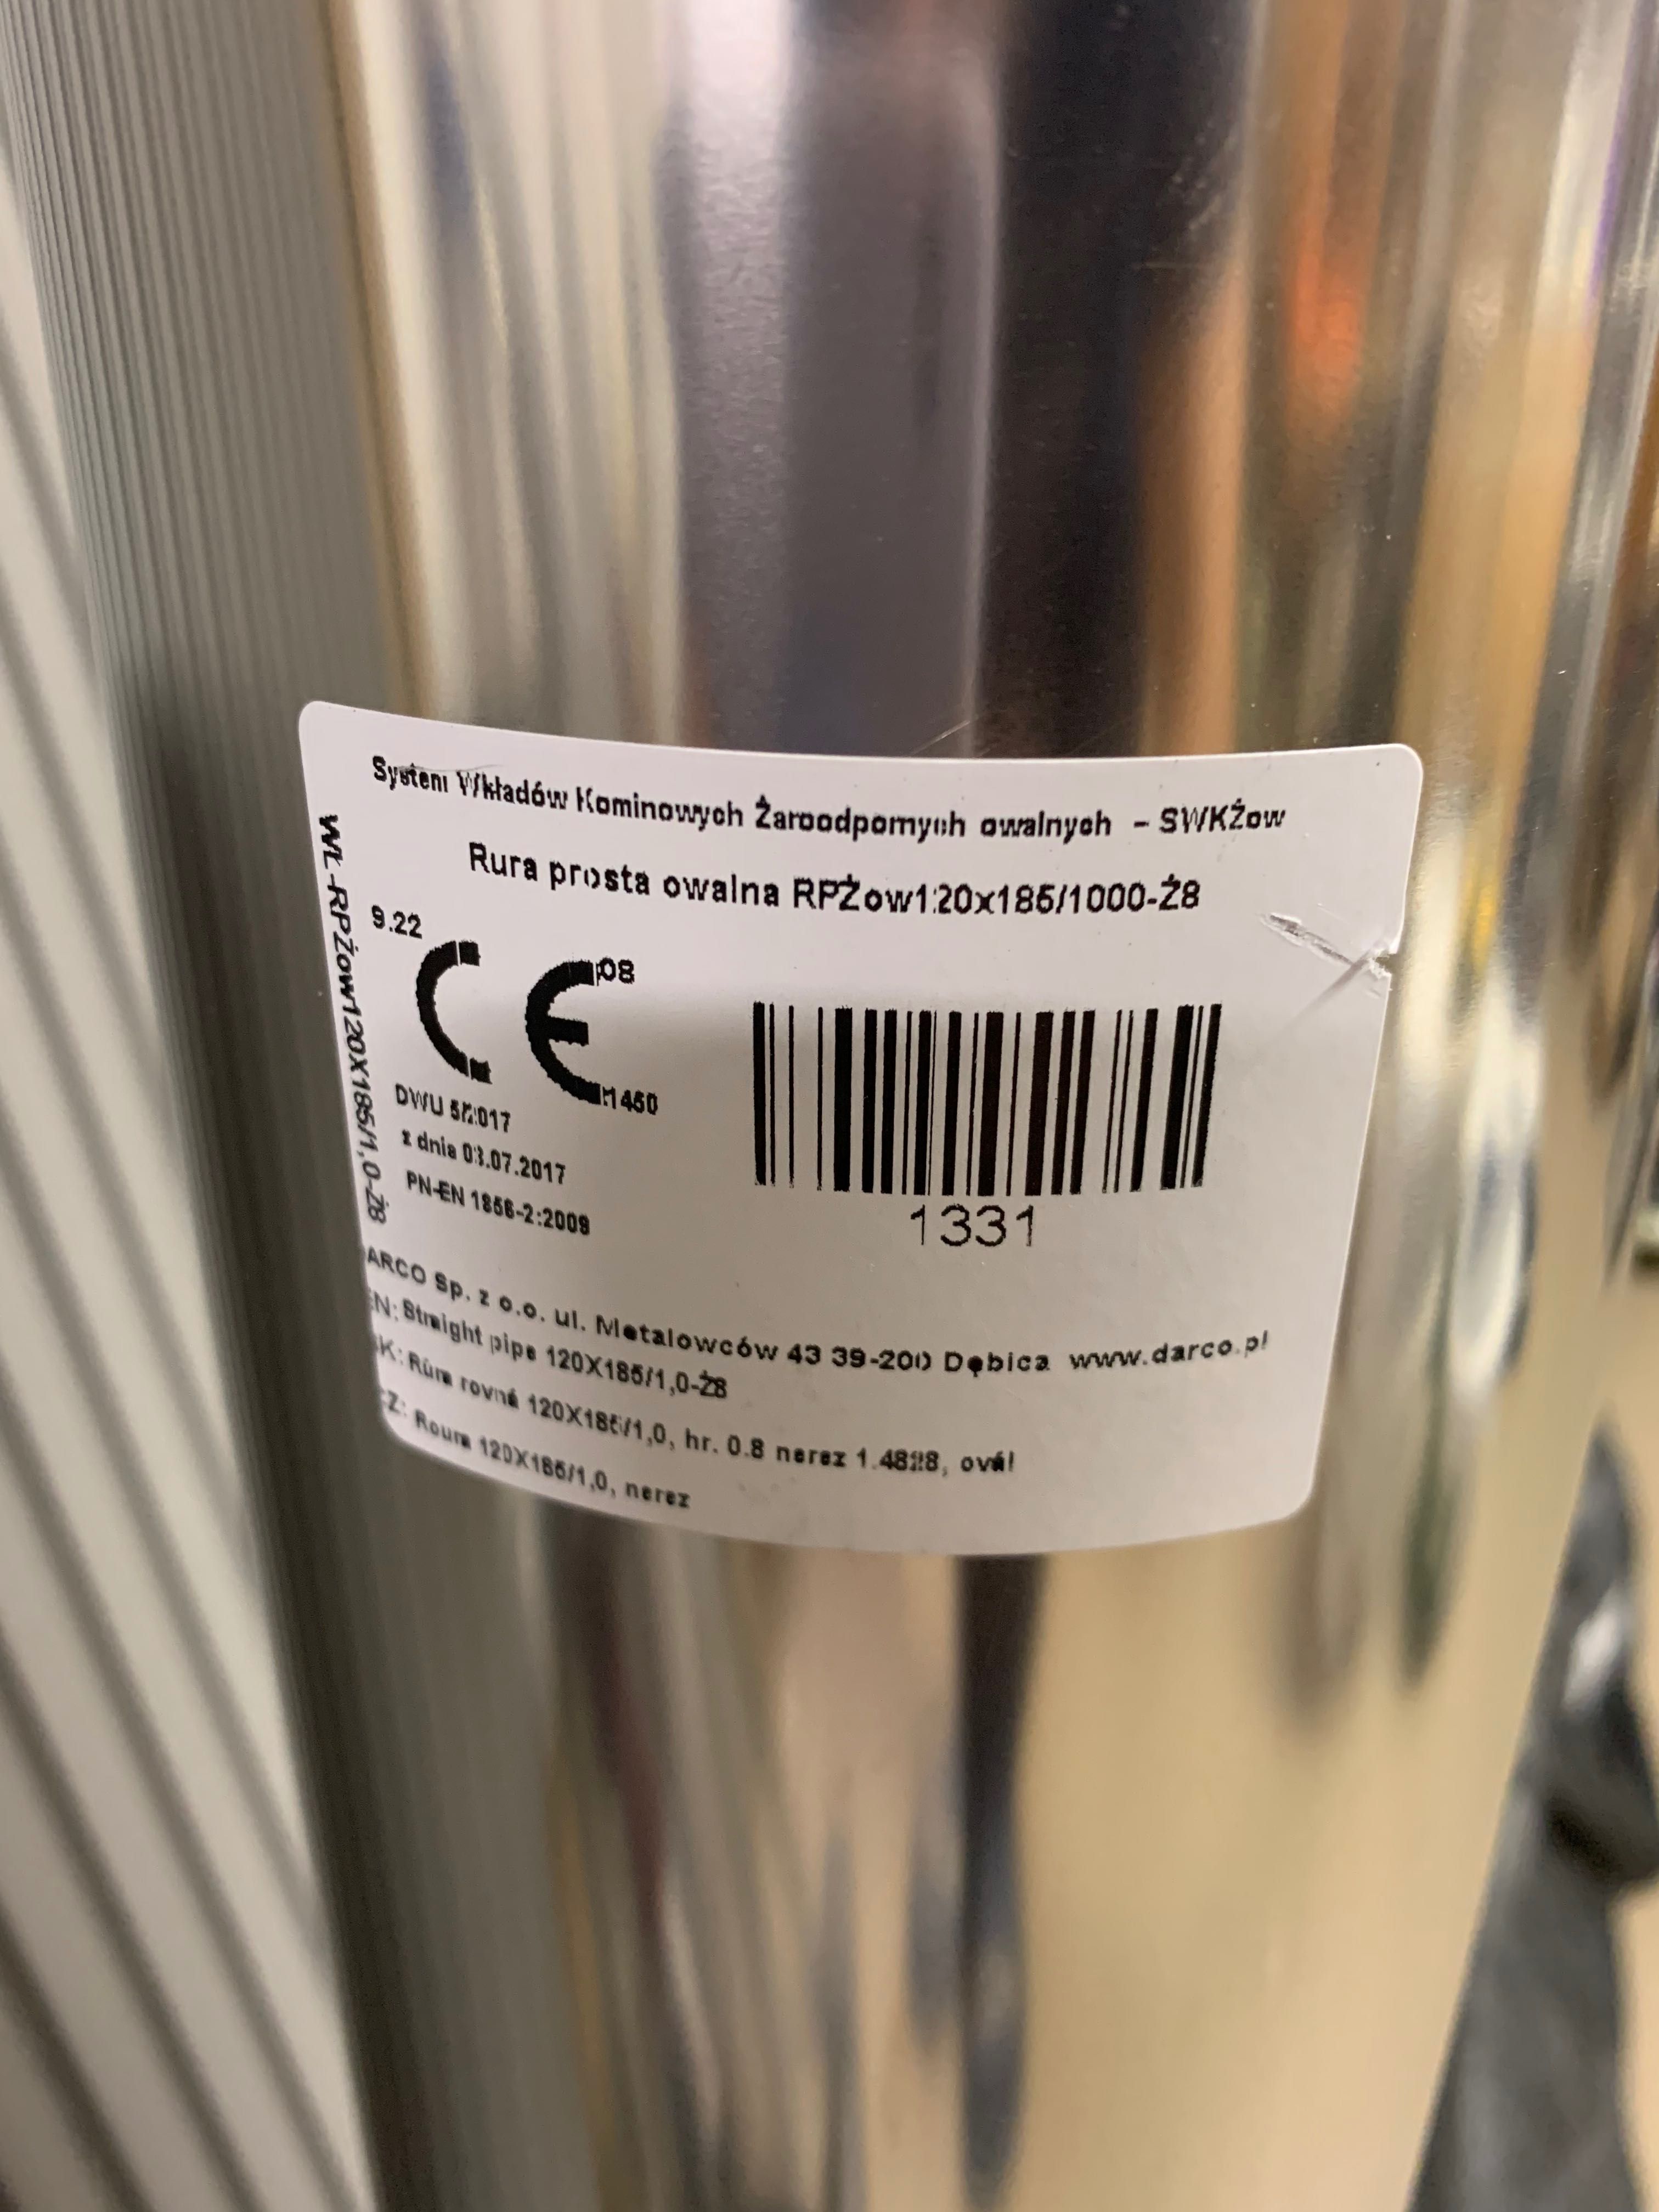 System Wkładów Kominowych Żaroodpornych owalnych - SWKŻow
Rura prosta owalna RPŻow120x185/1000-Ż8
WŁ-RPŻow120X185/1,0-Ż8
9.22
CE
08
1450
DWU 5/2017
z dnia 03.07.2017
PN-EN 1856-2:2009
1331
DARCO Sp. z o.o. ul. Metalowców 43 39-200 Dębica www.darco.pl
EN: Straight pipe 120X185/1,0-Ż8
SK: Rúra rovná 120X185/1,0, hr. 0.8 nerez 1.4828, ovál
CZ: Roura 120X185/1,0, nerez